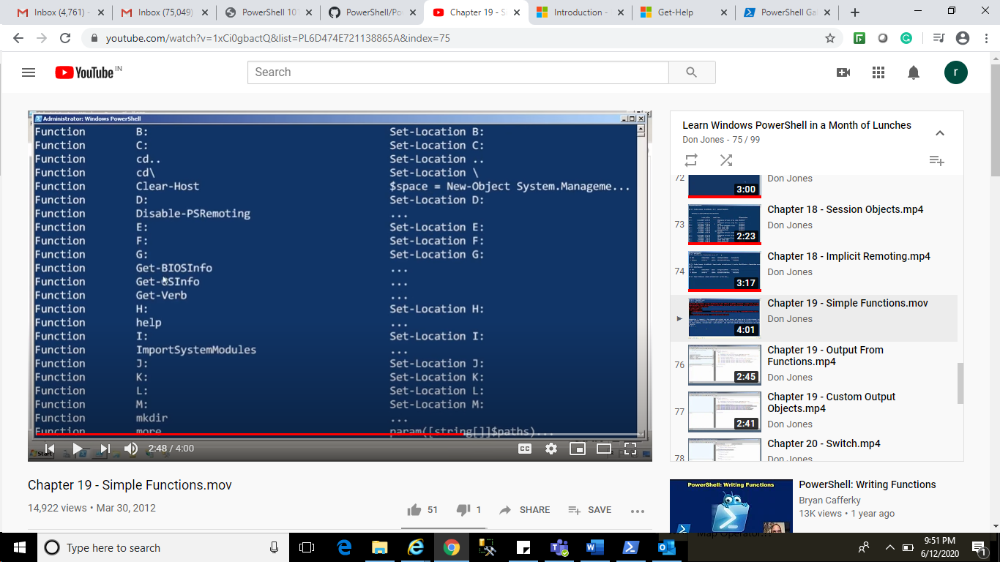 Inbox (4,761) -
Inbox (75,049)
PowerShell 101
PowerShell/Po
Chapter 19 - S
Introduction -
Get-Help
PowerShell Ga
youtube.com/watch?v=1xCi0gbactQ&list=PL6D474E721138865A&index=75
YouTube IN
Search
r
Administrator: Windows PowerShell
Function B: Set-Location B:
Function C: Set-Location C:
Function cd.. Set-Location ..
Function cd\ Set-Location \
Function Clear-Host $space = New-Object System.Manageme...
Function D: Set-Location D:
Function Disable-PSRemoting ...
Function E: Set-Location E:
Function F: Set-Location F:
Function G: Set-Location G:
Function Get-BIOSInfo ...
Function Get-OSInfo ...
Function Get-Verb ...
Function H: Set-Location H:
Function help ...
Function I: Set-Location I:
Function ImportSystemModules ...
Function J: Set-Location J:
Function K: Set-Location K:
Function L: Set-Location L:
Function M: Set-Location M:
Function mkdir ...
Function more param([string[]]$paths)...
Start
2:48 / 4:00
CC
Chapter 19 - Simple Functions.mov
14,922 views • Mar 30, 2012
51
1
SHARE
SAVE
Learn Windows PowerShell in a Month of Lunches
Don Jones - 75 / 99
72
3:00
Don Jones
73
2:23
Chapter 18 - Session Objects.mp4
Don Jones
74
3:17
Chapter 18 - Implicit Remoting.mp4
Don Jones
4:01
Chapter 19 - Simple Functions.mov
Don Jones
76
2:45
Chapter 19 - Output From
Functions.mp4
Don Jones
77
2:41
Chapter 19 - Custom Output
Objects.mp4
Don Jones
78
Chapter 20 - Switch.mp4
Don Jones
PowerShell: Writing Functions
PowerShell: Writing Functions
Bryan Cafferky
13K views • 1 year ago
Type here to search
9:51 PM
6/12/2020
1